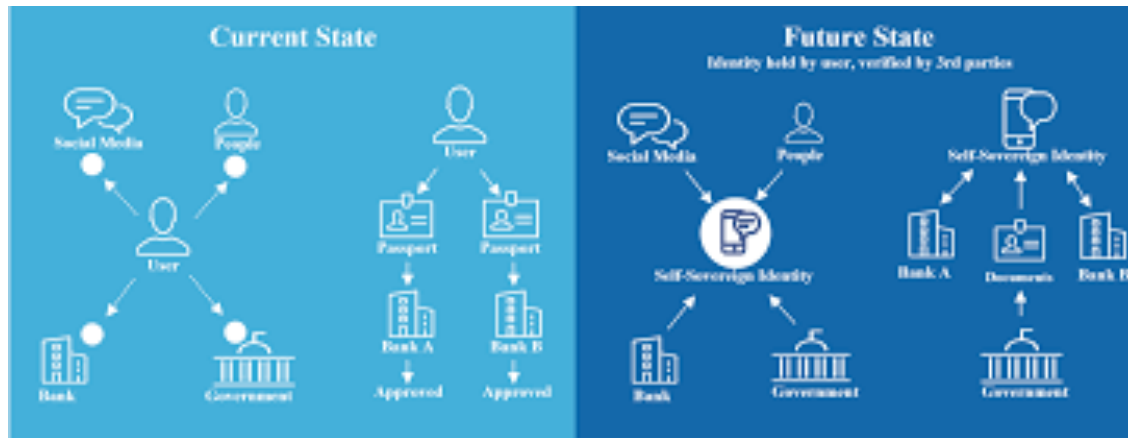 Current State
Social Media
People
User
Bank
Government
User
Passport
Passport
Bank A
Bank B
Approved
Approved
Future State
Identity held by user, verified by 3rd parties
Social Media
People
Self-Sovereign Identity
Bank
Government
Self-Sovereign Identity
Bank A
Documents
Bank B
Government